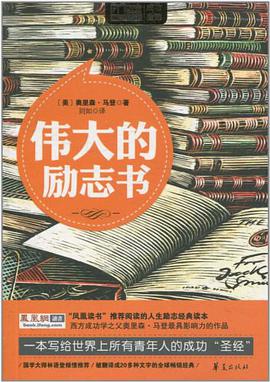 [美]奥里森·马登 著
刘如 译
伟大的
励志书
凤凰网 读书
book.ifeng.com
“凤凰读书”推荐阅读的人生励志经典读本
西方成功学之父奥里森·马登最具影响力的作品
一本写给世界上所有青年人的成功“圣经”
国学大师林语堂倾情推荐 / 被翻译成20多种文字的全球畅销经典 /
华夏出版社